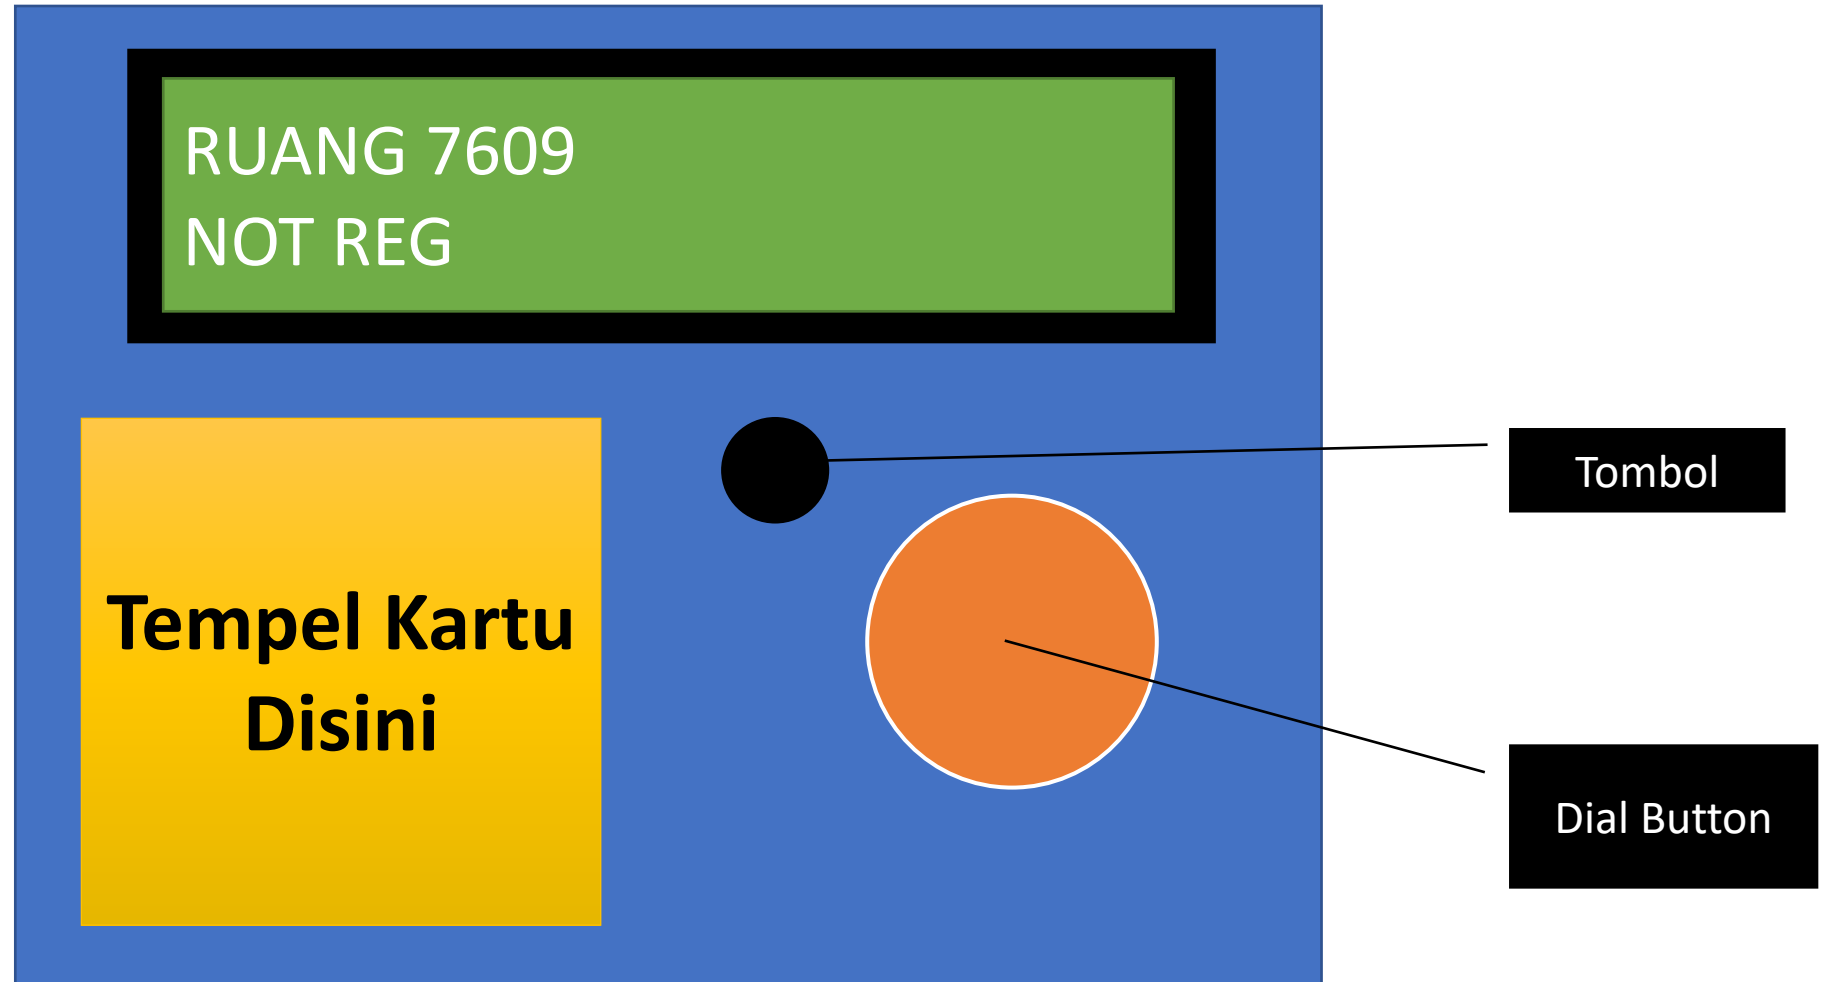 RUANG 7609
NOT REG
Tombol
Tempel Kartu
Disini
Dial Button